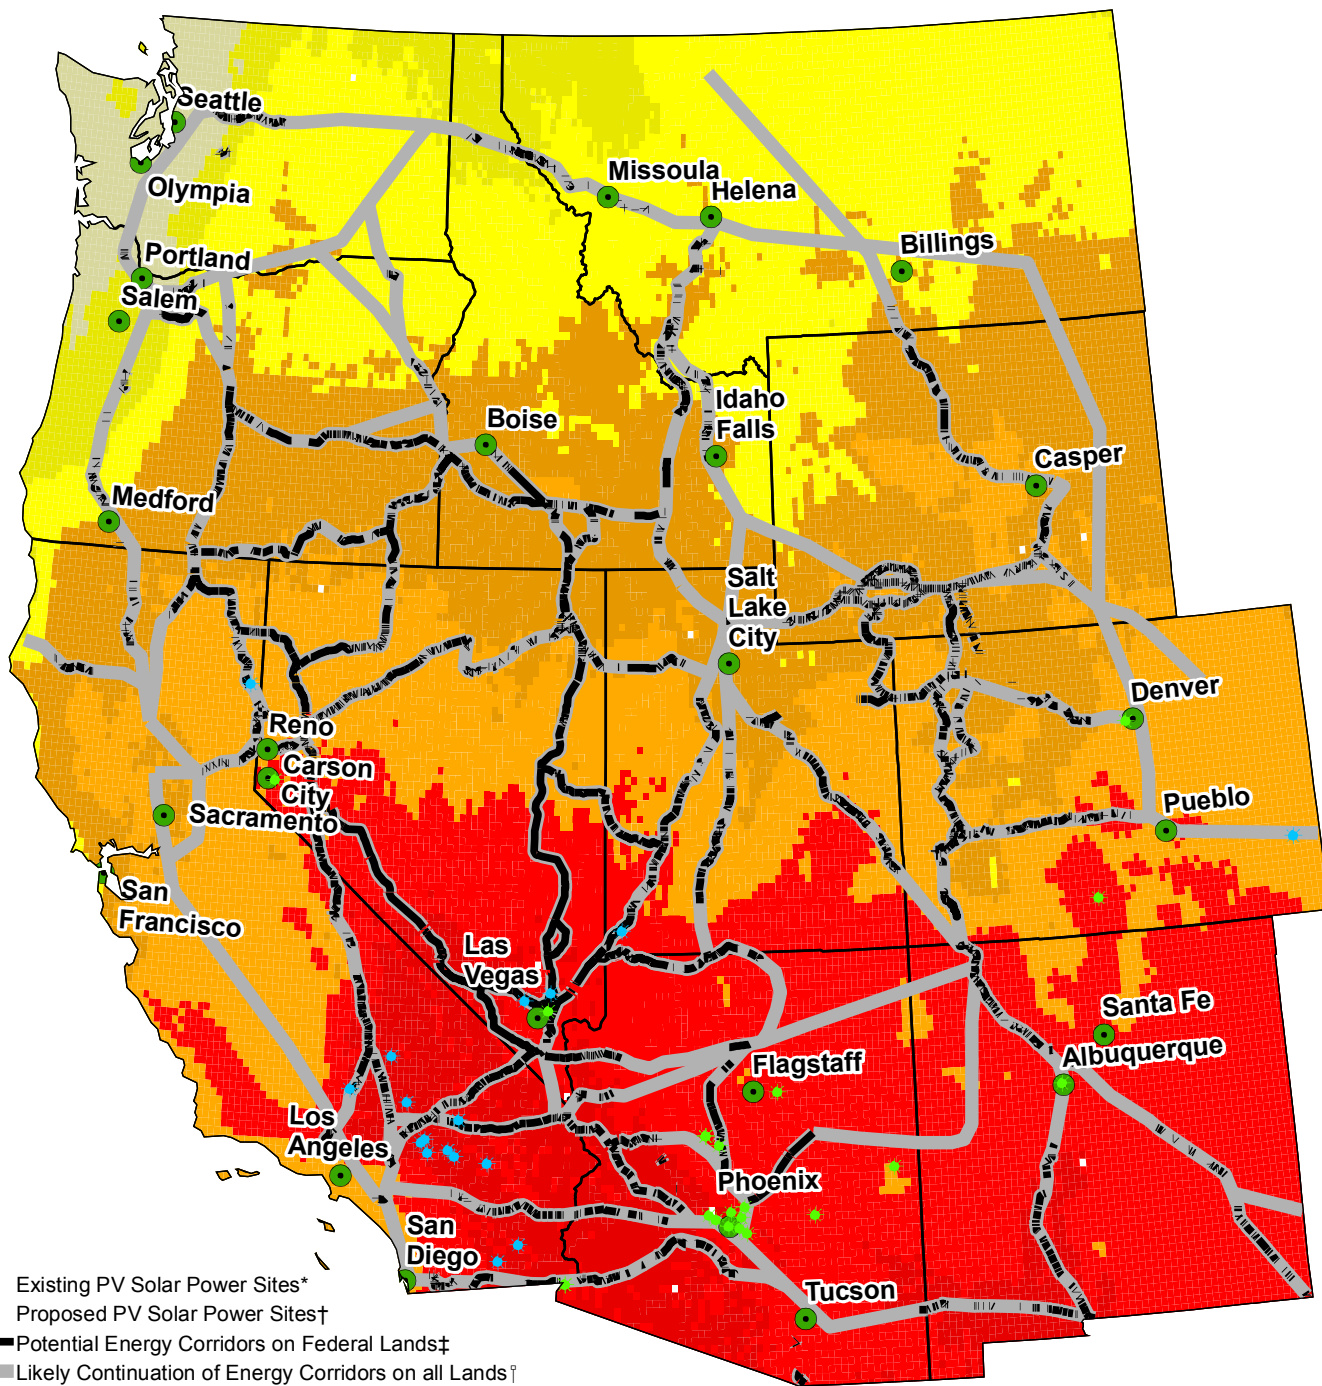 Seattle
Olympia
Missoula
Helena
Portland
Billings
Salem
Idaho
Falls
Boise
Casper
Medford
Salt
Lake
City
Denver
Reno
Carson
City
Pueblo
Sacramento
San
Francisco
Las
Vegas
Santa Fe
Albuquerque
Flagstaff
Los
Angeles
Phoenix
San
Diego
Tucson
Existing PV Solar Power Sites*
Proposed PV Solar Power Sites†
Potential Energy Corridors on Federal Lands‡
Likely Continuation of Energy Corridors on all Lands